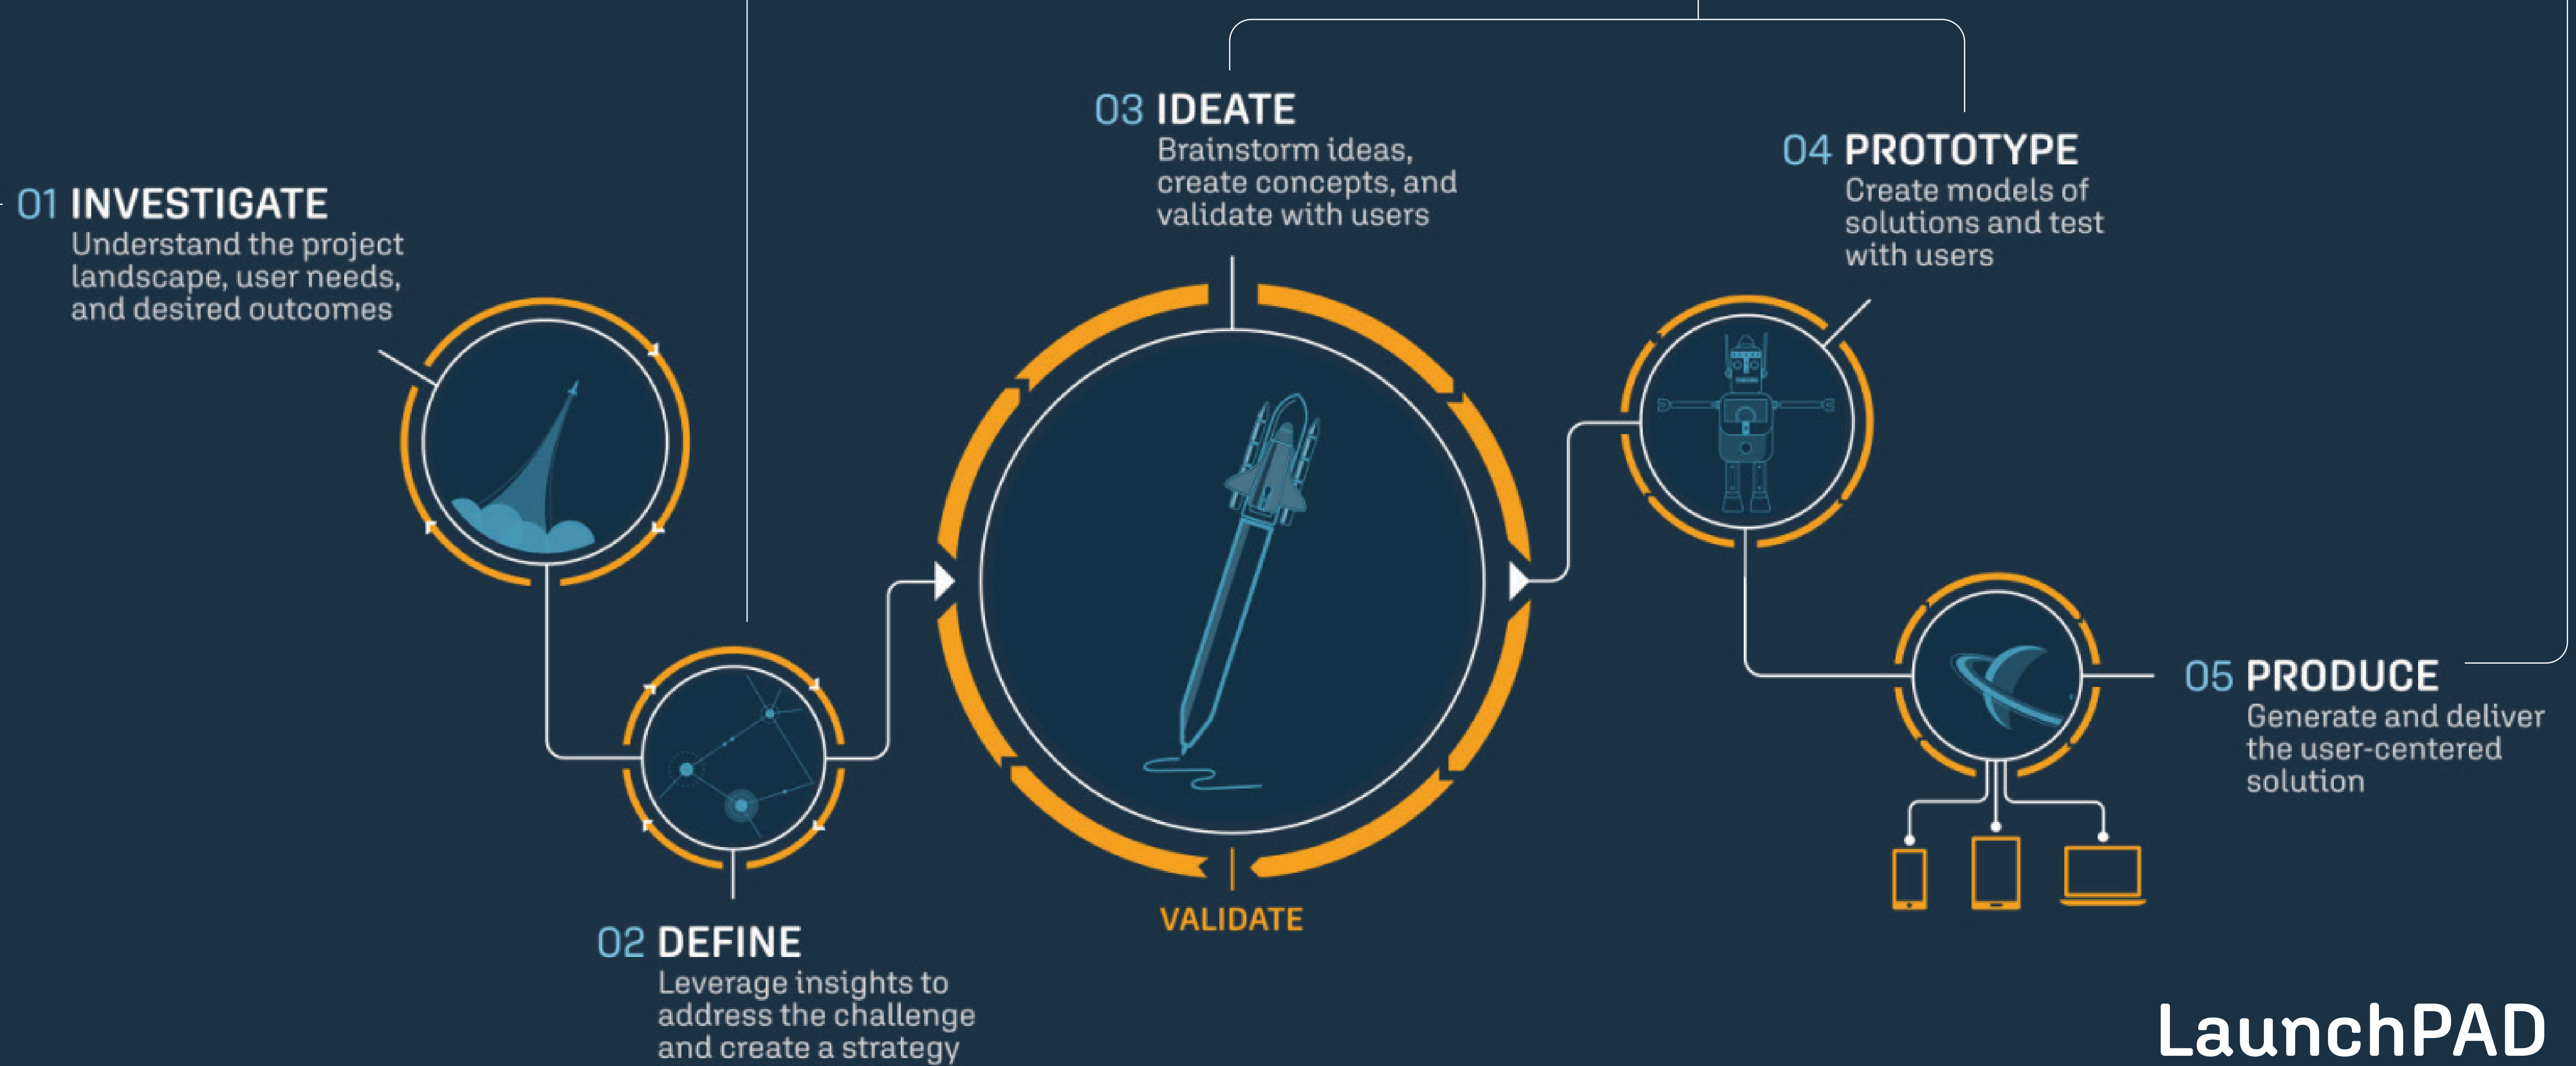 01 INVESTIGATE
Understand the project
landscape, user needs,
and desired outcomes
02 DEFINE
Leverage insights to
address the challenge
and create a strategy
03 IDEATE
Brainstorm ideas,
create concepts, and
validate with users
VALIDATE
04 PROTOTYPE
Create models of
solutions and test
with users
05 PRODUCE
Generate and deliver
the user-centered
solution
LaunchPAD